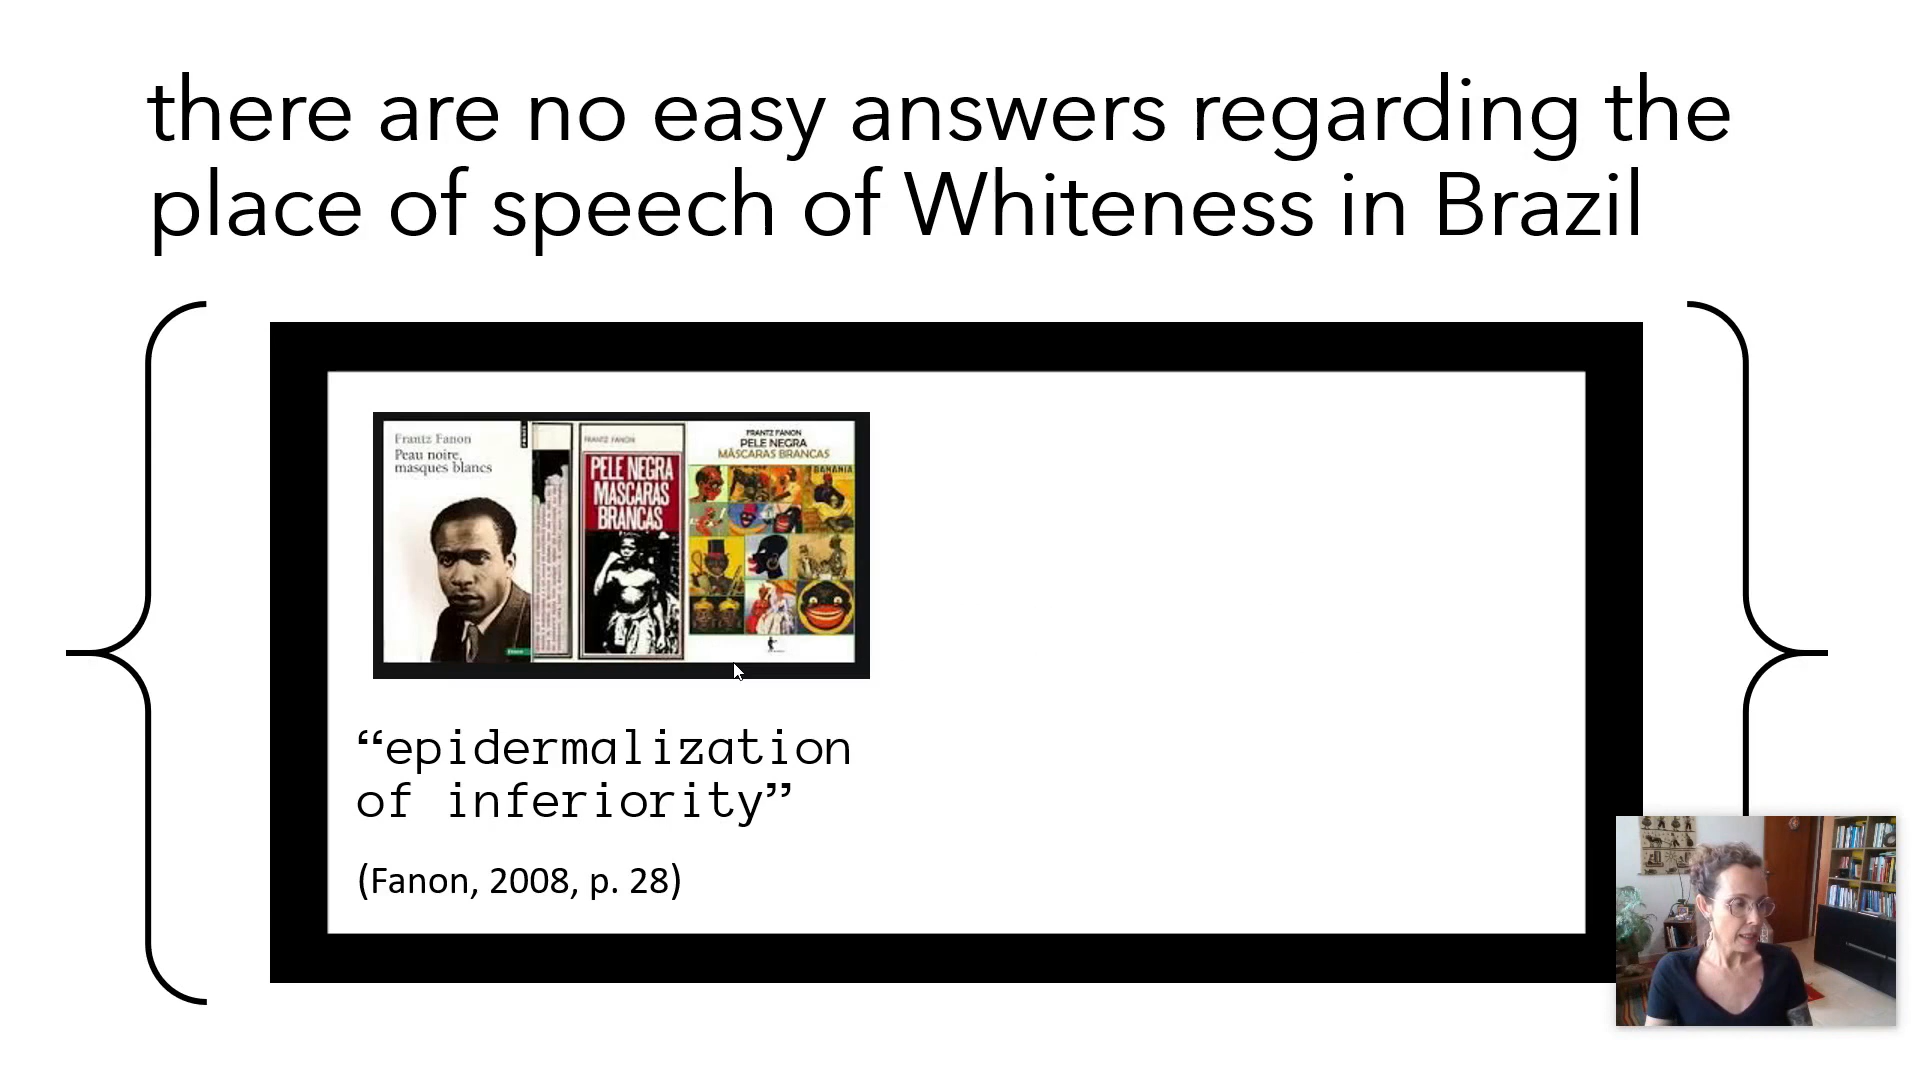 there are no easy answers regarding the
place of speech of Whiteness in Brazil
Frantz Fanon
Peau noire,
masques blancs
FRANTZ FANON
PELE NEGRA
MASCARAS
BRANCAS
FRANTZ FANON
PELE NEGRA
MÁSCARAS BRANCAS
BANANIA
“epidermalization
of inferiority”
(Fanon, 2008, p. 28)